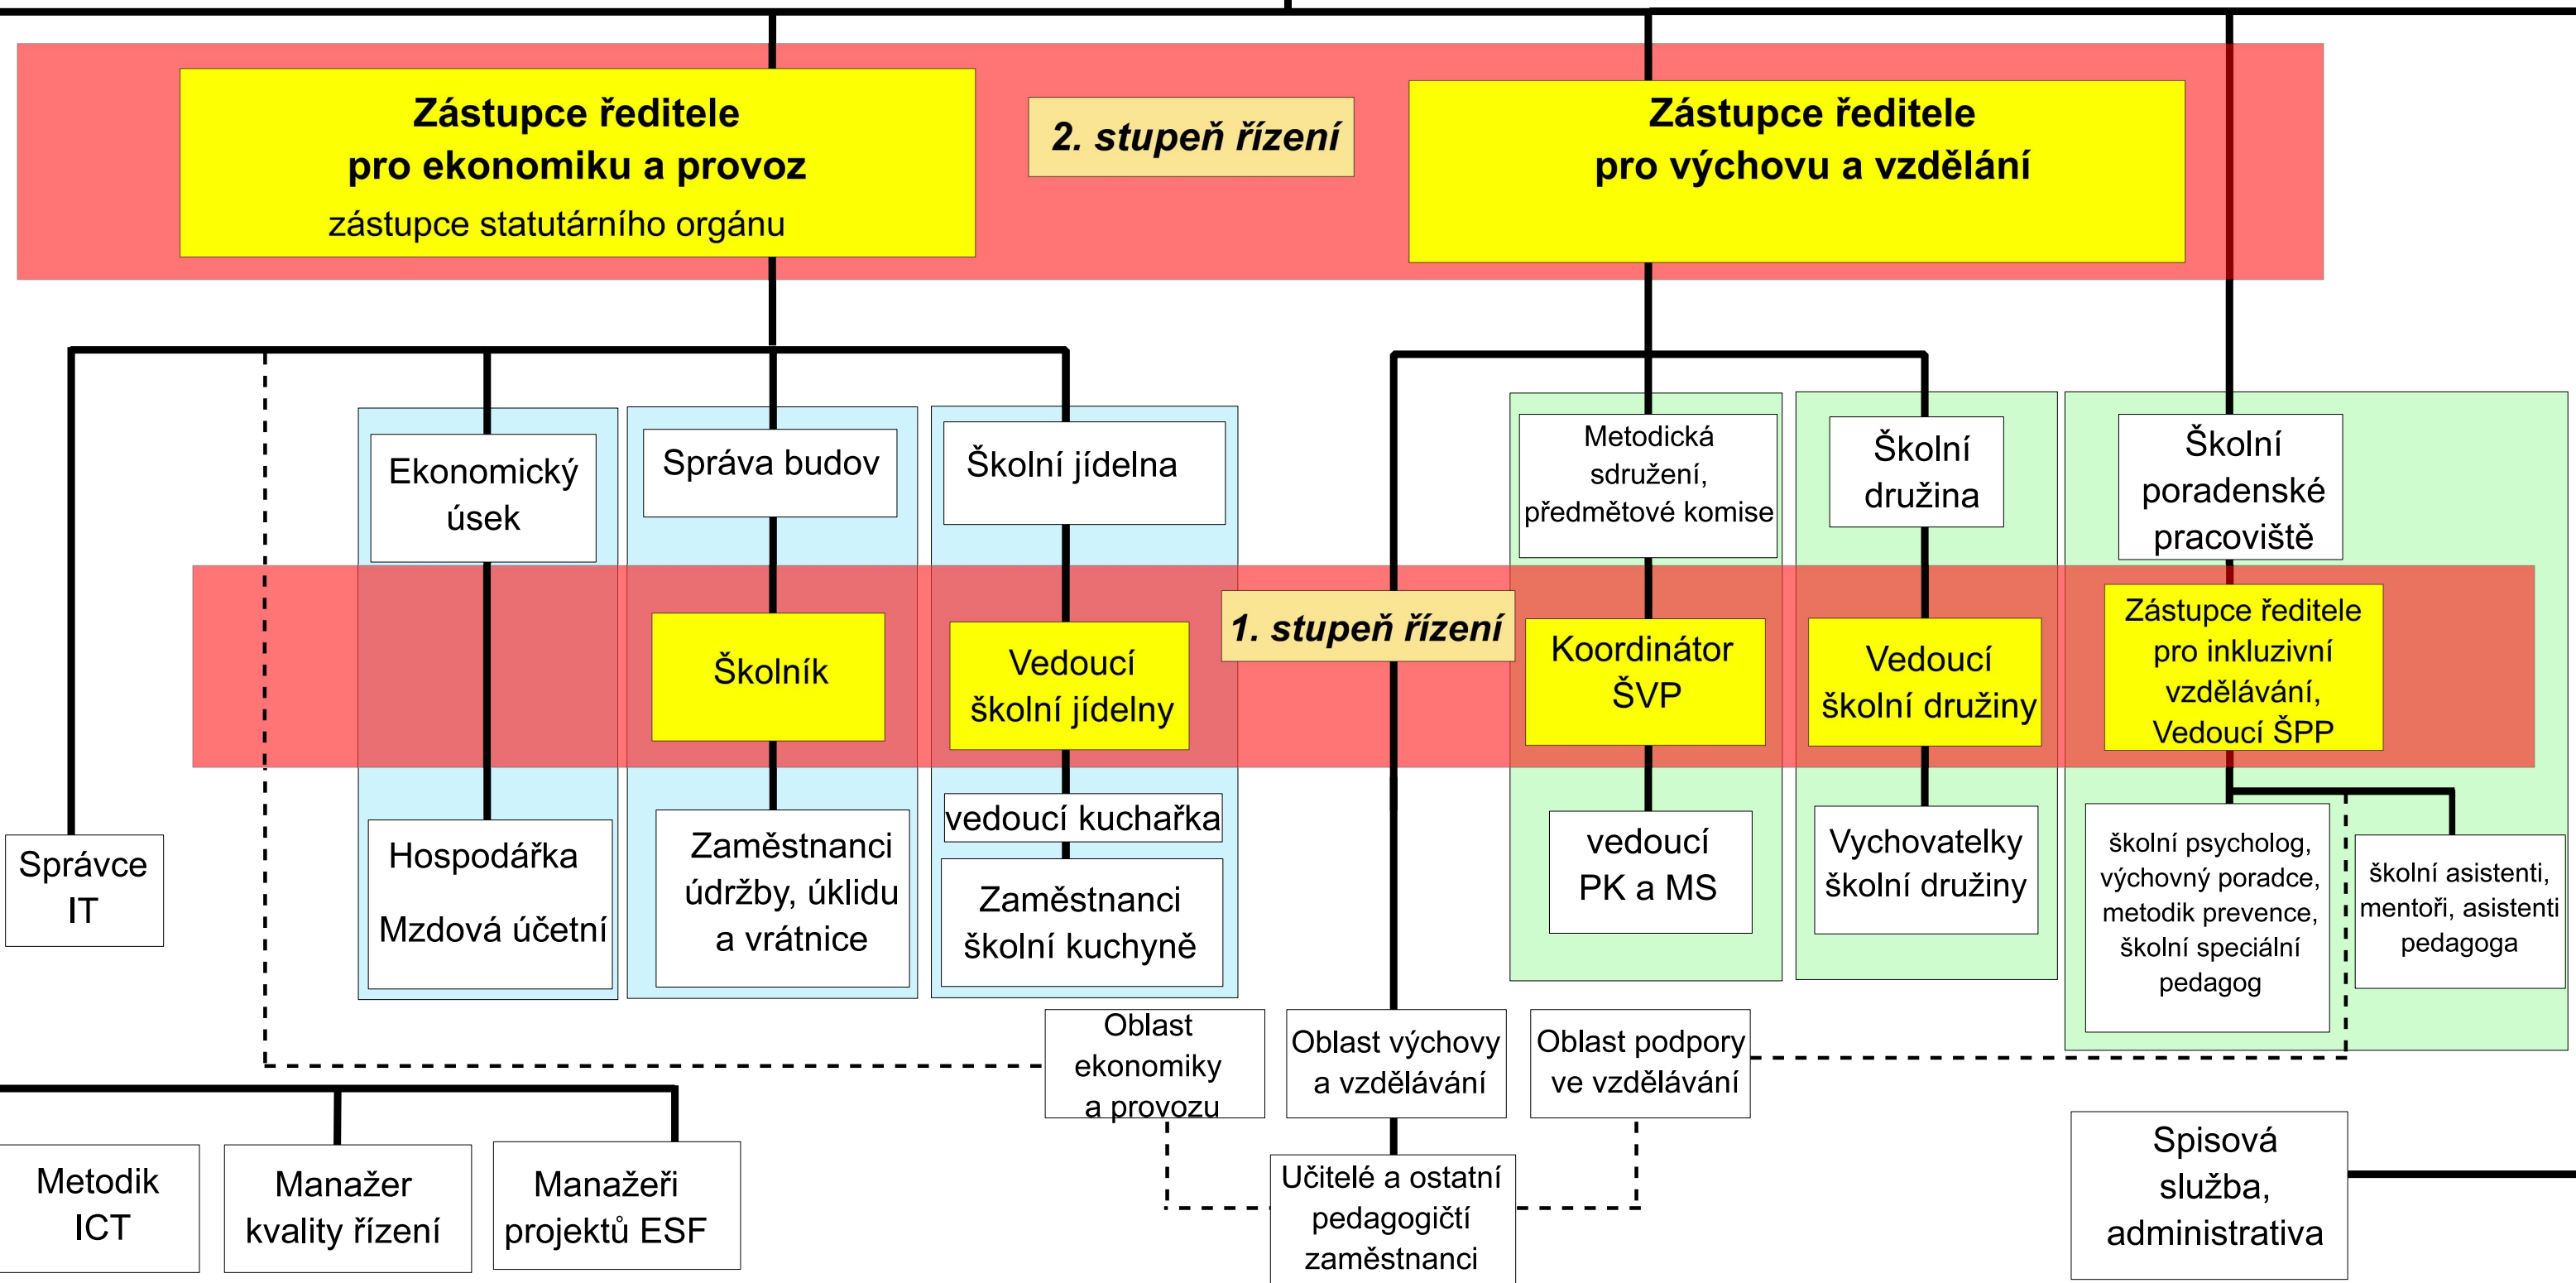 Zástupce ředitele
pro ekonomiku a provoz
zástupce statutárního orgánu
2. stupeň řízení
Zástupce ředitele
pro výchovu a vzdělání
Ekonomický
úsek
Správa budov
Školní jídelna
Metodická
sdružení,
předmětové komise
Školní
družina
Školní
poradenské
pracoviště
Školník
Vedoucí
školní jídelny
1. stupeň řízení
Koordinátor
ŠVP
Vedoucí
školní družiny
Zástupce ředitele
pro inkluzivní
vzdělávání,
Vedoucí ŠPP
Správce
IT
Hospodářka
Mzdová účetní
Zaměstnanci
údržby, úklidu
a vrátnice
vedoucí kuchařka
Zaměstnanci
školní kuchyně
vedoucí
PK a MS
Vychovatelky
školní družiny
školní psycholog,
výchovný poradce,
metodik prevence,
školní speciální
pedagog
školní asistenti,
mentoři, asistenti
pedagoga
Oblast
ekonomiky
a provozu
Oblast výchovy
a vzdělávání
Oblast podpory
ve vzdělávání
Metodik
ICT
Manažer
kvality řízení
Manažeři
projektů ESF
Učitelé a ostatní
pedagogičtí
zaměstnanci
Spisová
služba,
administrativa